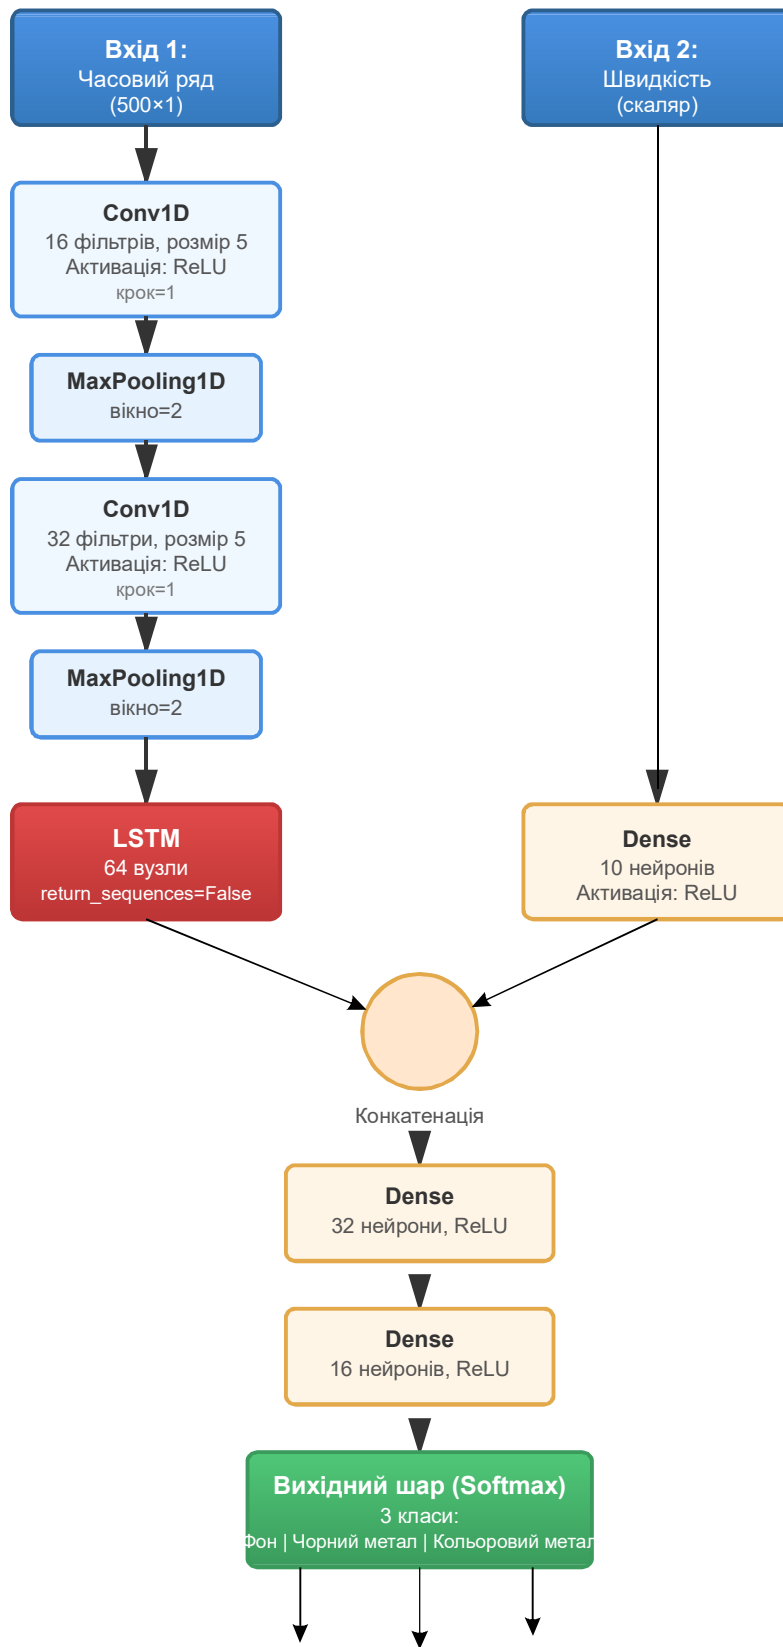 Вхід 1:
Часовий ряд
(500×1)
Вхід 2:
Швидкість
(скаляр)
Conv1D
16 фільтрів, розмір 5
Активація: ReLU
крок=1
MaxPooling1D
вікно=2
Conv1D
32 фільтри, розмір 5
Активація: ReLU
крок=1
MaxPooling1D
вікно=2
LSTM
64 вузли
return_sequences=False
Dense
10 нейронів
Активація: ReLU
Конкатенація
Dense
32 нейрони, ReLU
Dense
16 нейронів, ReLU
Вихідний шар (Softmax)
3 класи:
Фон | Чорний метал | Кольоровий метал